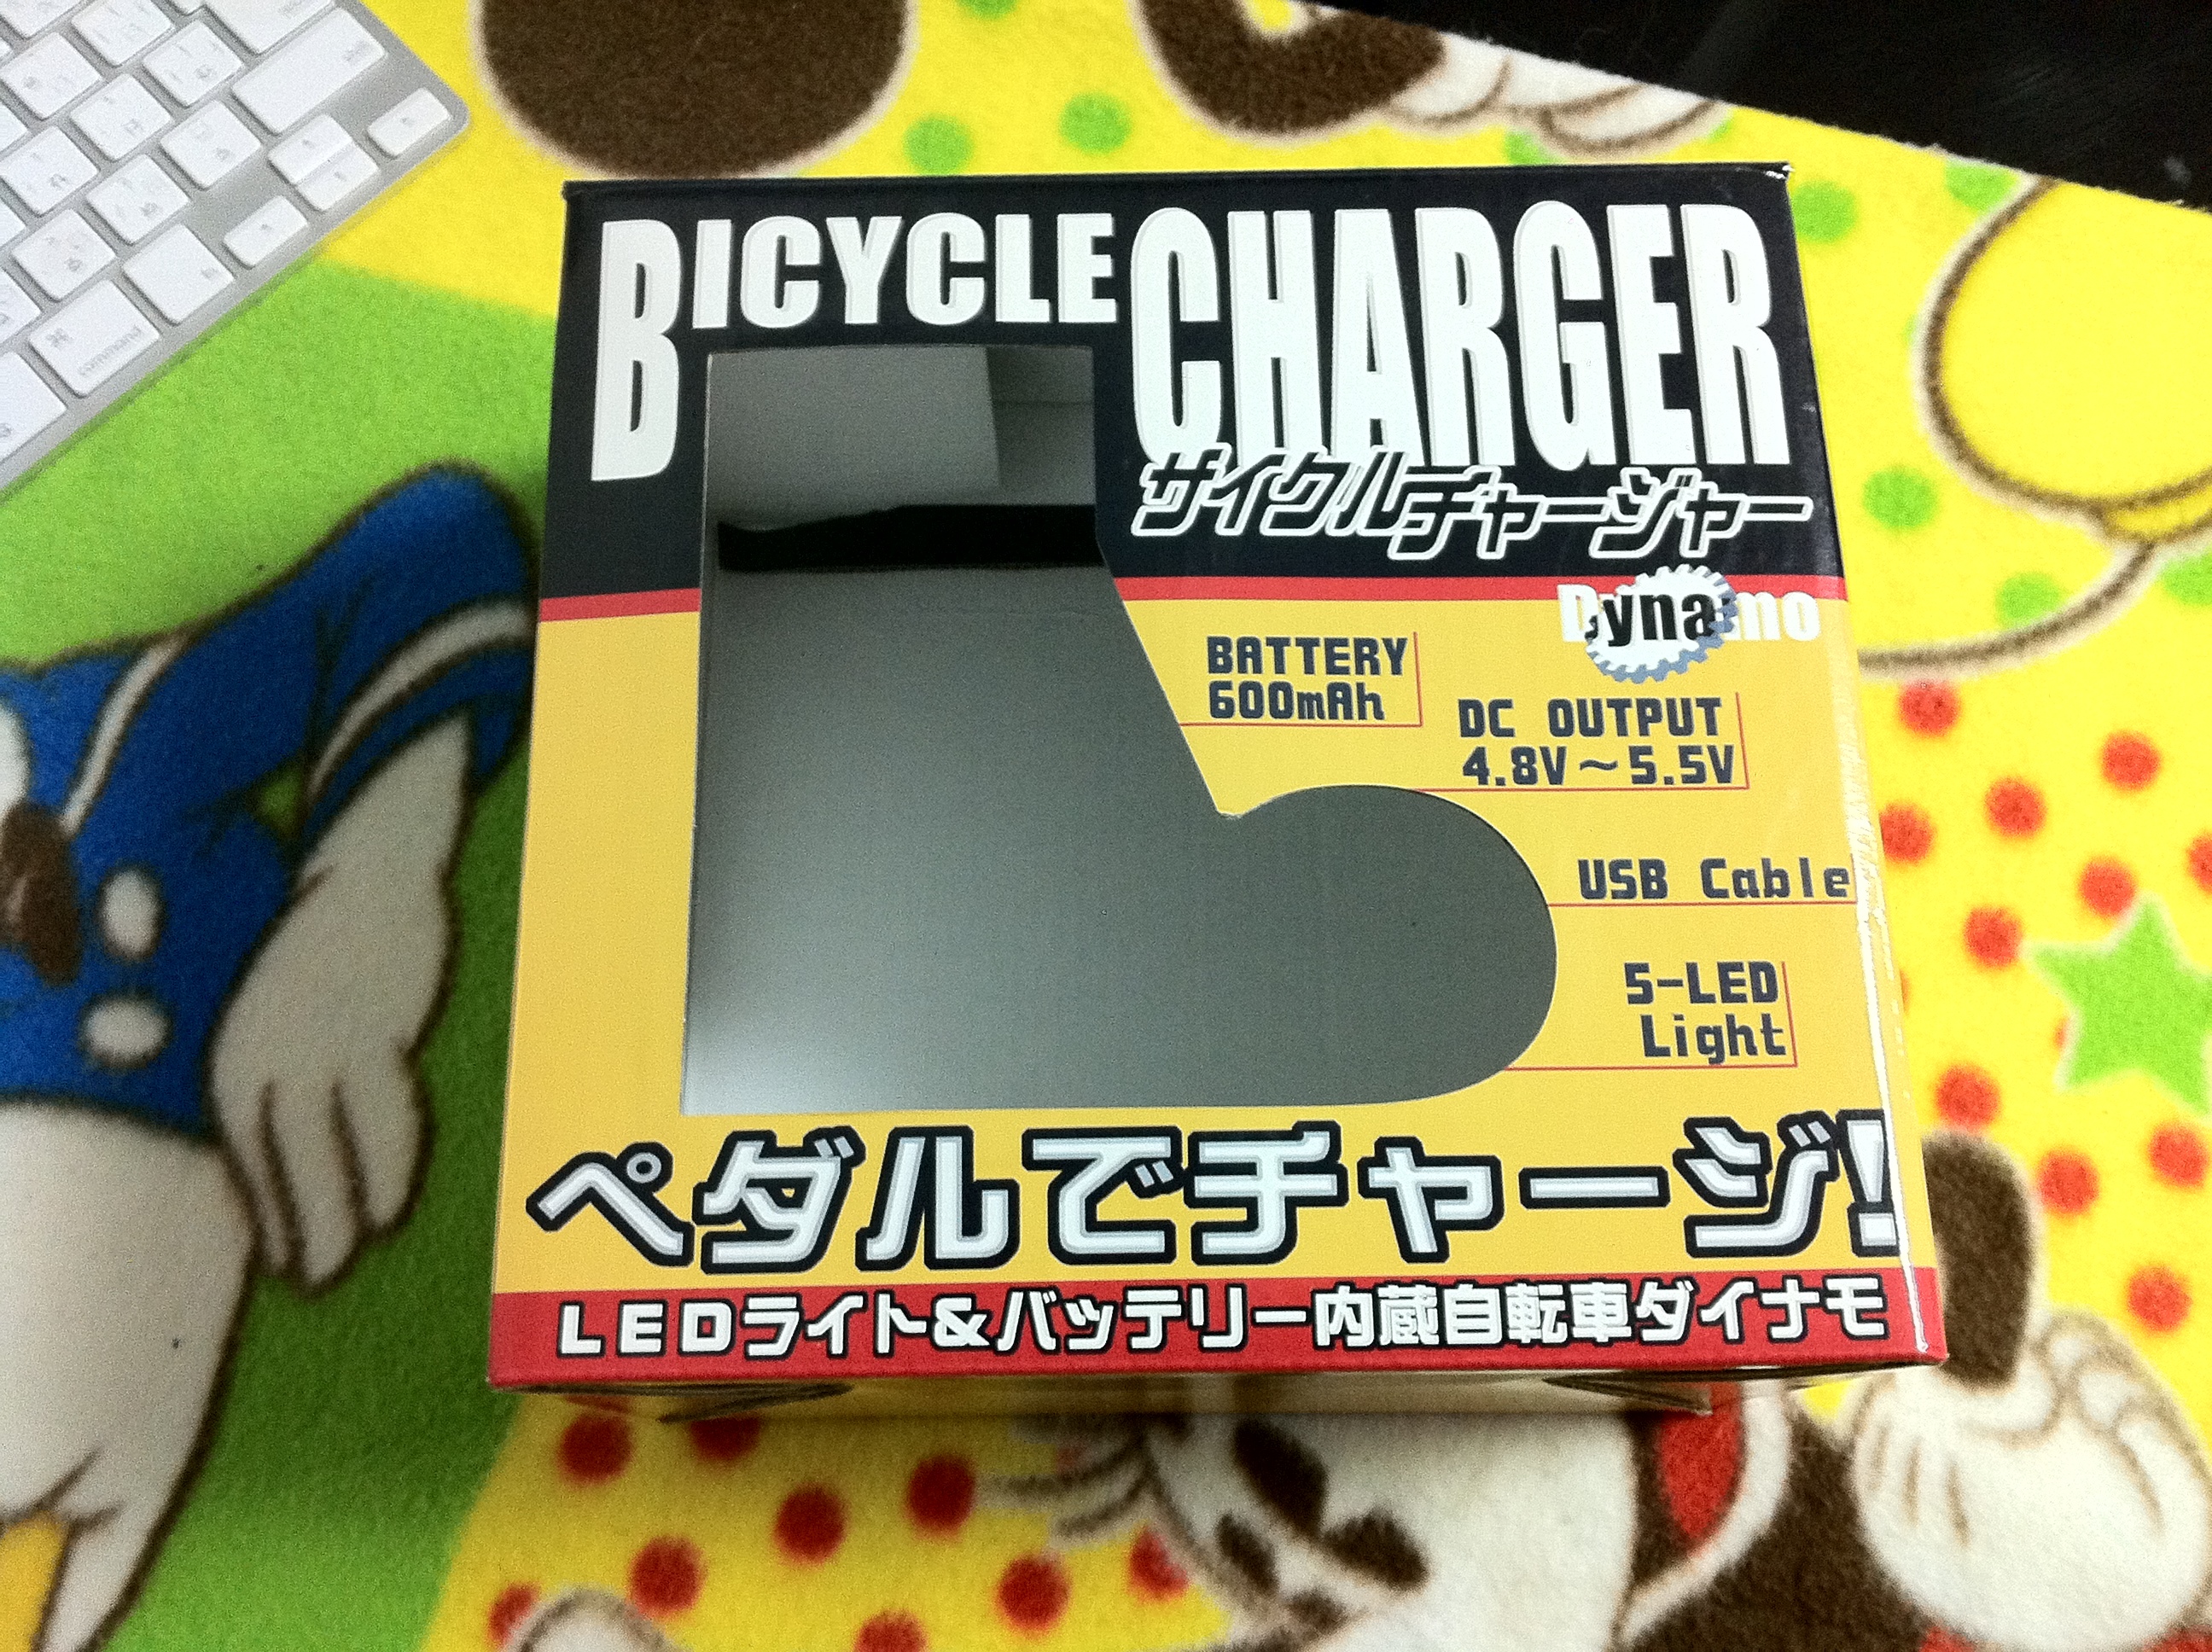 BICYCLE CHARGER
サイクルチャージャー
Dynamo
BATTERY
600mAh
DC OUTPUT
4.8V～5.5V
USB Cable
5-LED
Light
ペダルでチャージ!
LEDライト&バッテリー内蔵自転車ダイナモ
⌘
command